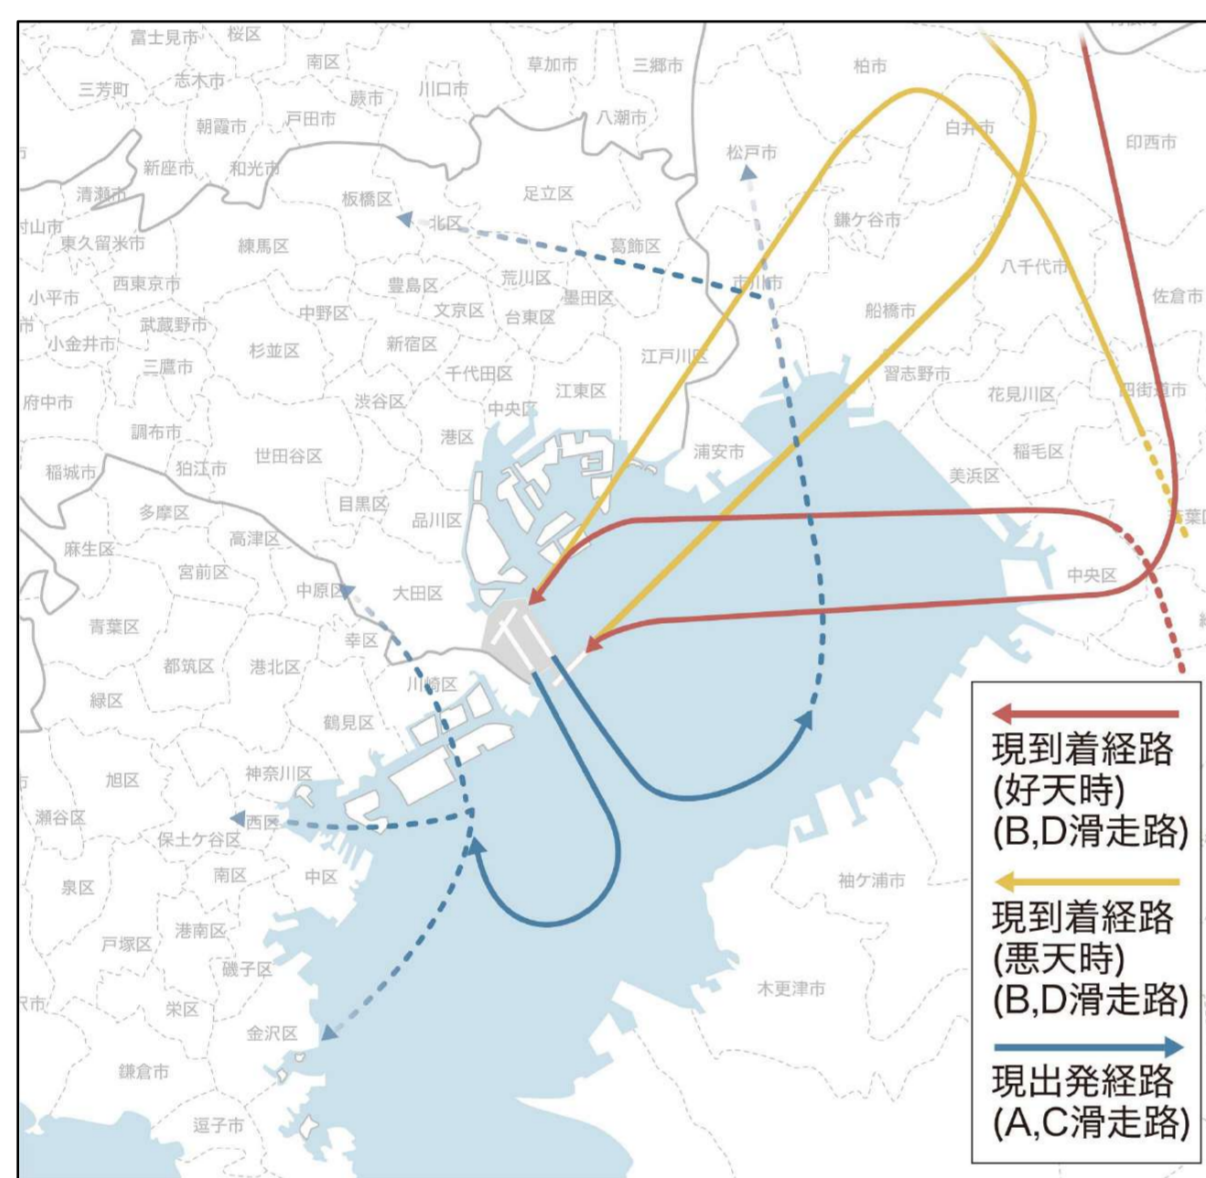 富士見市
桜区
南区
草加市
三郷市
柏市
三芳町
志木市
蕨市
川口市
朝霞市
戸田市
八潮市
白井市
印西市
松戸市
新座市
和光市
清瀬市
板橋区
足立区
北区
鎌ケ谷市
東久留米市
練馬区
葛飾区
八千代市
西東京市
豊島区
荒川区
市川市
小平市
墨田区
佐倉市
中野区
文京区
台東区
船橋市
武蔵野市
小金井市
杉並区
新宿区
江戸川区
三鷹市
千代田区
習志野市
江東区
花見川区
四街道市
府中市
渋谷区
中央区
調布市
港区
浦安市
稲毛区
世田谷区
稲城市
狛江市
美浜区
多摩区
目黒区
品川区
麻生区
高津区
宮前区
中原区
大田区
中央区
青葉区
幸区
都筑区
港北区
川崎区
緑区
鶴見区
旭区
神奈川区
瀬谷区
西区
保土ケ谷区
泉区
南区
中区
袖ケ浦市
戸塚区
港南区
磯子区
木更津市
栄区
金沢区
鎌倉市
逗子市
現到着経路
(好天時)
(B,D滑走路)
現到着経路
(悪天時)
(B,D滑走路)
現出発経路
(A,C滑走路)